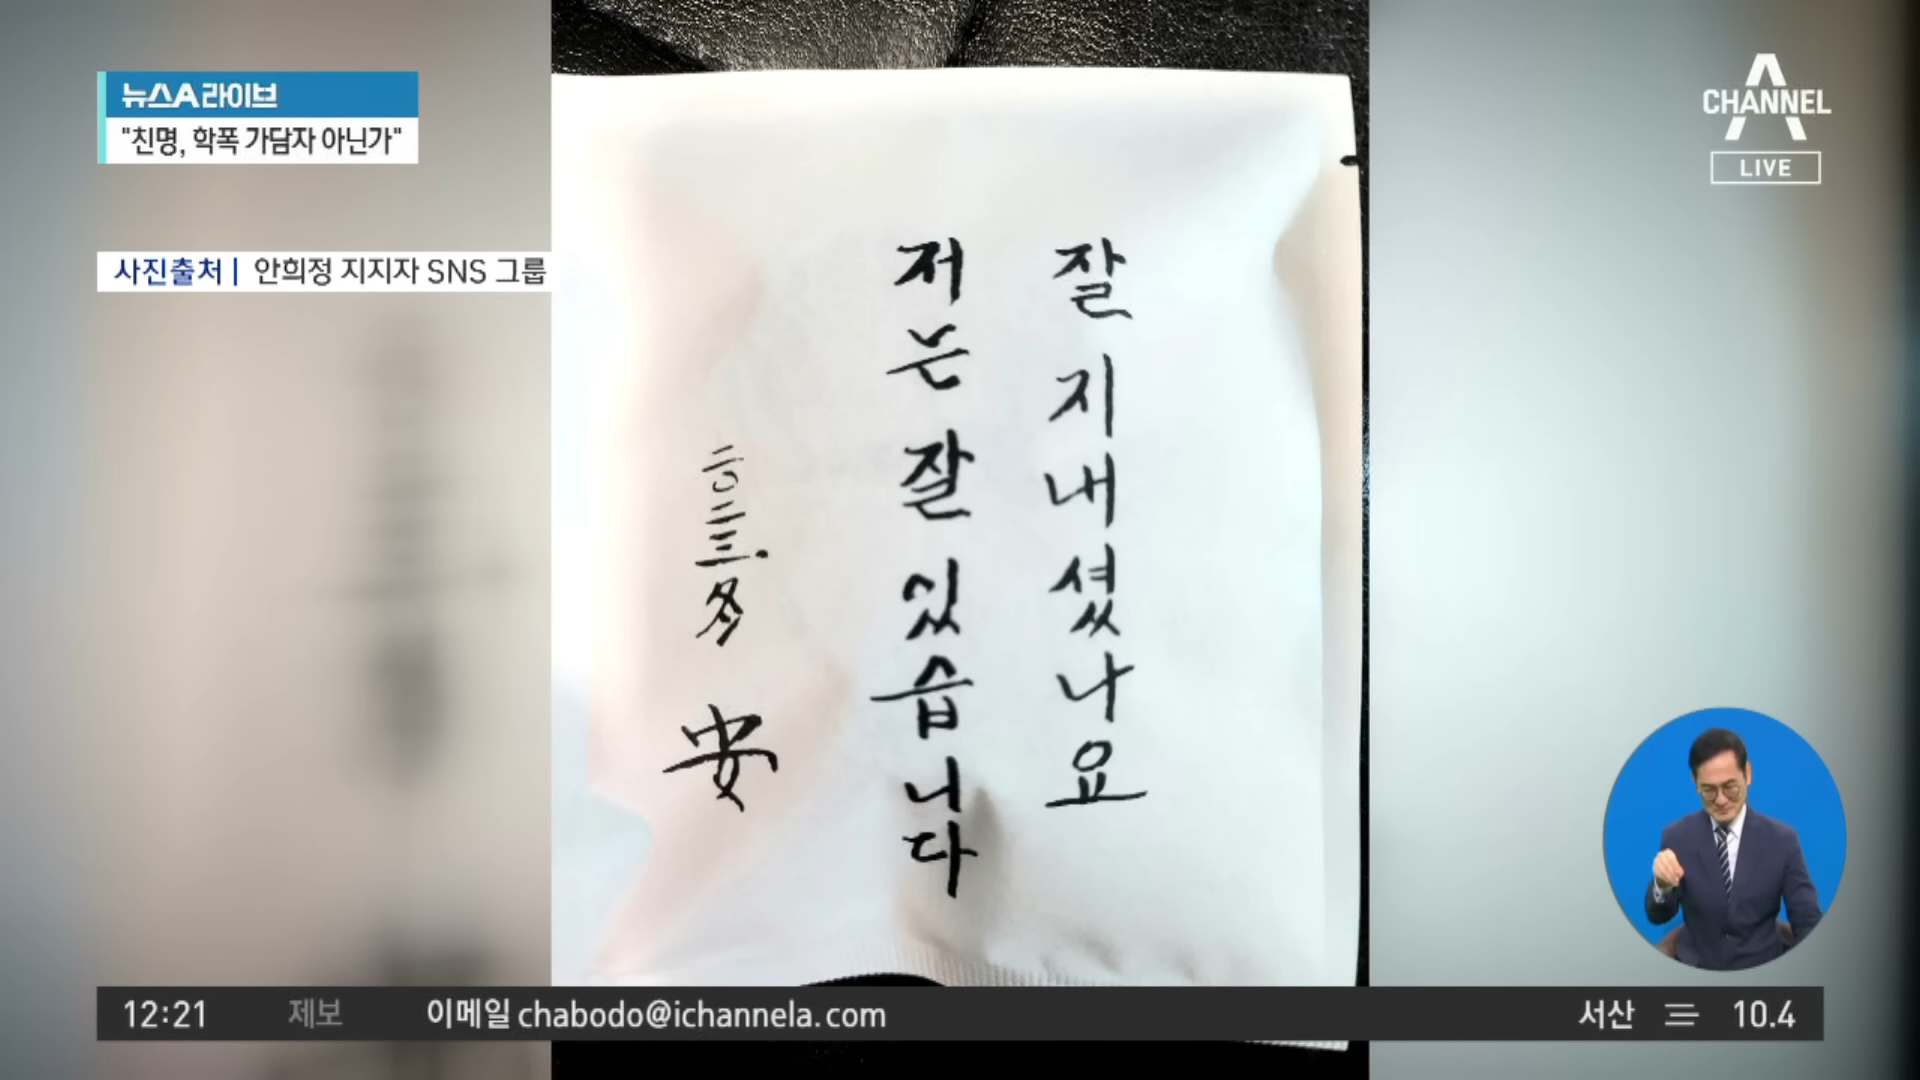 뉴스A라이브
"친명, 학폭 가담자 아닌가"
CHANNEL A
LIVE
사진출처 | 안희정 지지자 SNS 그룹
잘 지내셨나요
저는 잘 있습니다
二〇二三. 冬
安
12:21 제보 이메일 chabodo@ichannela.com 서산 10.4